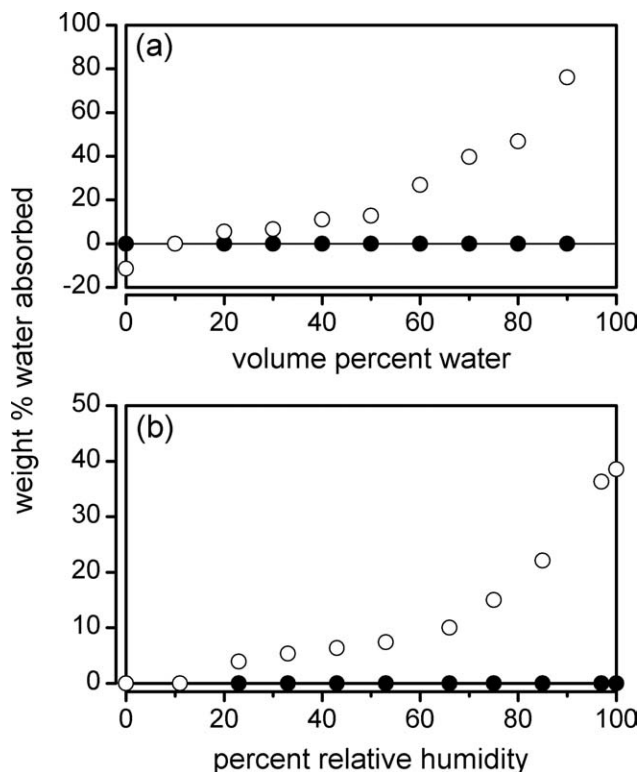 (a)
100
80
60
40
20
0
-20
0 20 40 60 80 100
volume percent water
weight % water absorbed
(b)
50
40
30
20
10
0
0 20 40 60 80 100
percent relative humidity